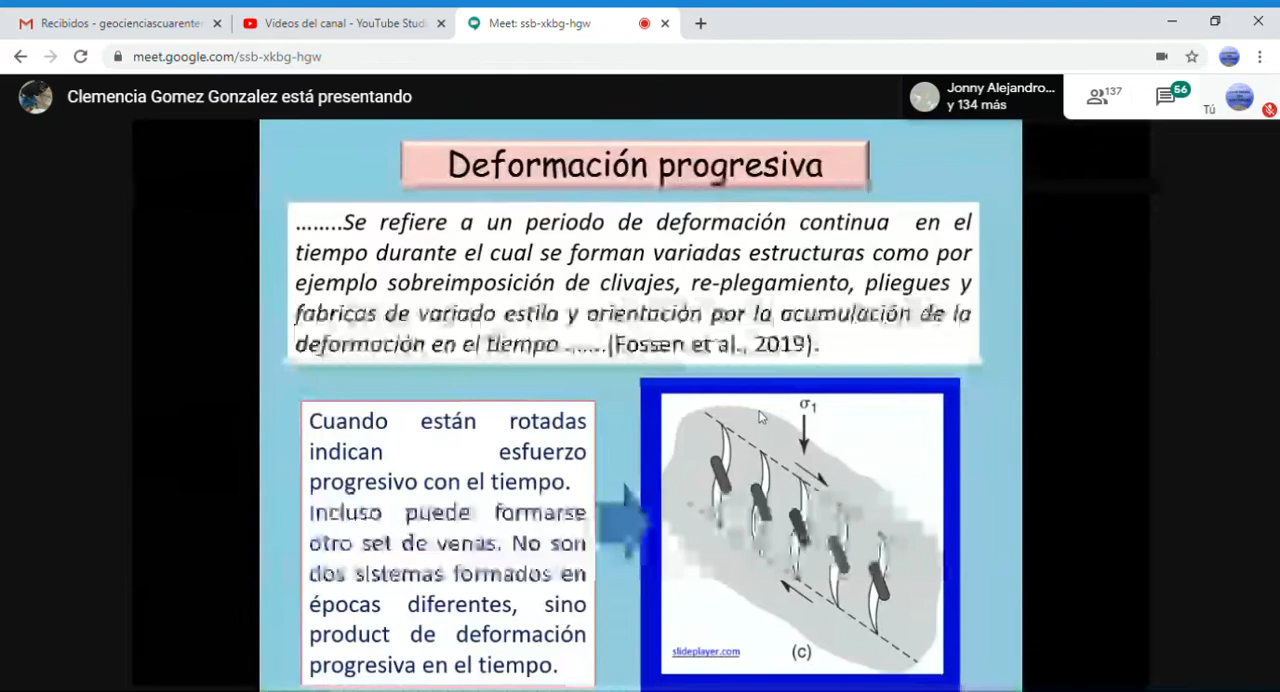 Recibidos - geocienciascuarente
Videos del canal - YouTube Studi
Meet: ssb-xkbg-hgw
meet.google.com/ssb-xkbg-hgw
Clemencia Gomez Gonzalez está presentando
Jonny Alejandro...
y 134 más
137
56
Tú
Deformación progresiva
........Se refiere a un periodo de deformación continua en el
tiempo durante el cual se forman variadas estructuras como por
ejemplo sobreimposición de clivajes, re-plegamiento, pliegues y
fabricas de variado estilo y orientación por la acumulación de la
deformación en el tiempo .......(Fossen et al., 2019).
Cuando están rotadas
indican esfuerzo
progresivo con el tiempo.
Incluso puede formarse
otro set de venas. No son
dos sistemas formados en
épocas diferentes, sino
product de deformación
progresiva en el tiempo.
σ1
slideplayer.com
(c)